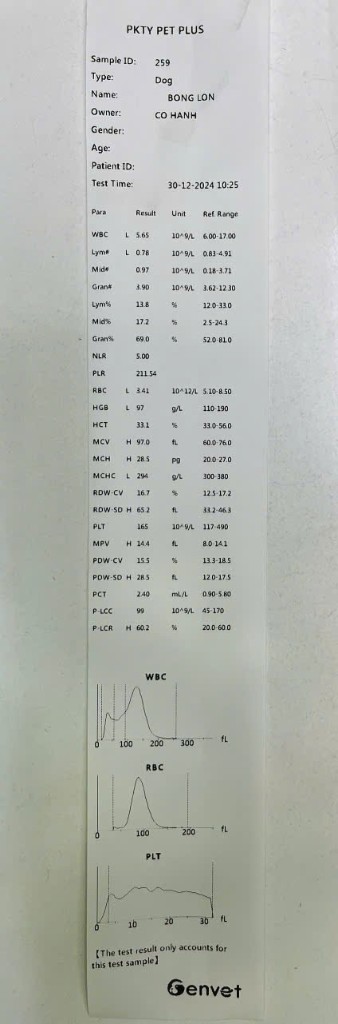 PKTY PET PLUS
Sample ID: 259
Type: Dog
Name: BONG LON
Owner: CO HANH
Gender:
Age:
Patient ID:
Test Time: 30-12-2024 10:25
Para Result Unit Ref. Range
WBC L 5.65 10^9/L 6.00-17.00
Lym# L 0.78 10^9/L 0.83-4.91
Mid# 0.97 10^9/L 0.18-3.71
Gran# 3.90 10^9/L 3.62-12.30
Lym% 13.8 % 12.0-33.0
Mid% 17.2 % 2.5-24.3
Gran% 69.0 % 52.0-81.0
NLR 5.00
PLR 211.54
RBC L 3.41 10^12/L 5.10-8.50
HGB L 97 g/L 110-190
HCT 33.1 % 33.0-56.0
MCV H 97.0 fL 60.0-76.0
MCH H 28.5 pg 20.0-27.0
MCHC L 294 g/L 300-380
RDW-CV 16.7 % 12.5-17.2
RDW-SD H 65.2 fL 33.2-46.3
PLT 165 10^9/L 117-490
MPV H 14.4 fL 8.0-14.1
PDW-CV 15.5 % 13.3-18.5
PDW-SD H 28.5 fL 12.0-17.5
PCT 2.40 mL/L 0.90-5.80
P-LCC 99 10^9/L 45-170
P-LCR H 60.2 % 20.0-60.0
WBC
0 100 200 300 fL
RBC
0 100 200 fL
PLT
0 10 20 30 fL
【The test result only accounts for
this test sample】
Genvet